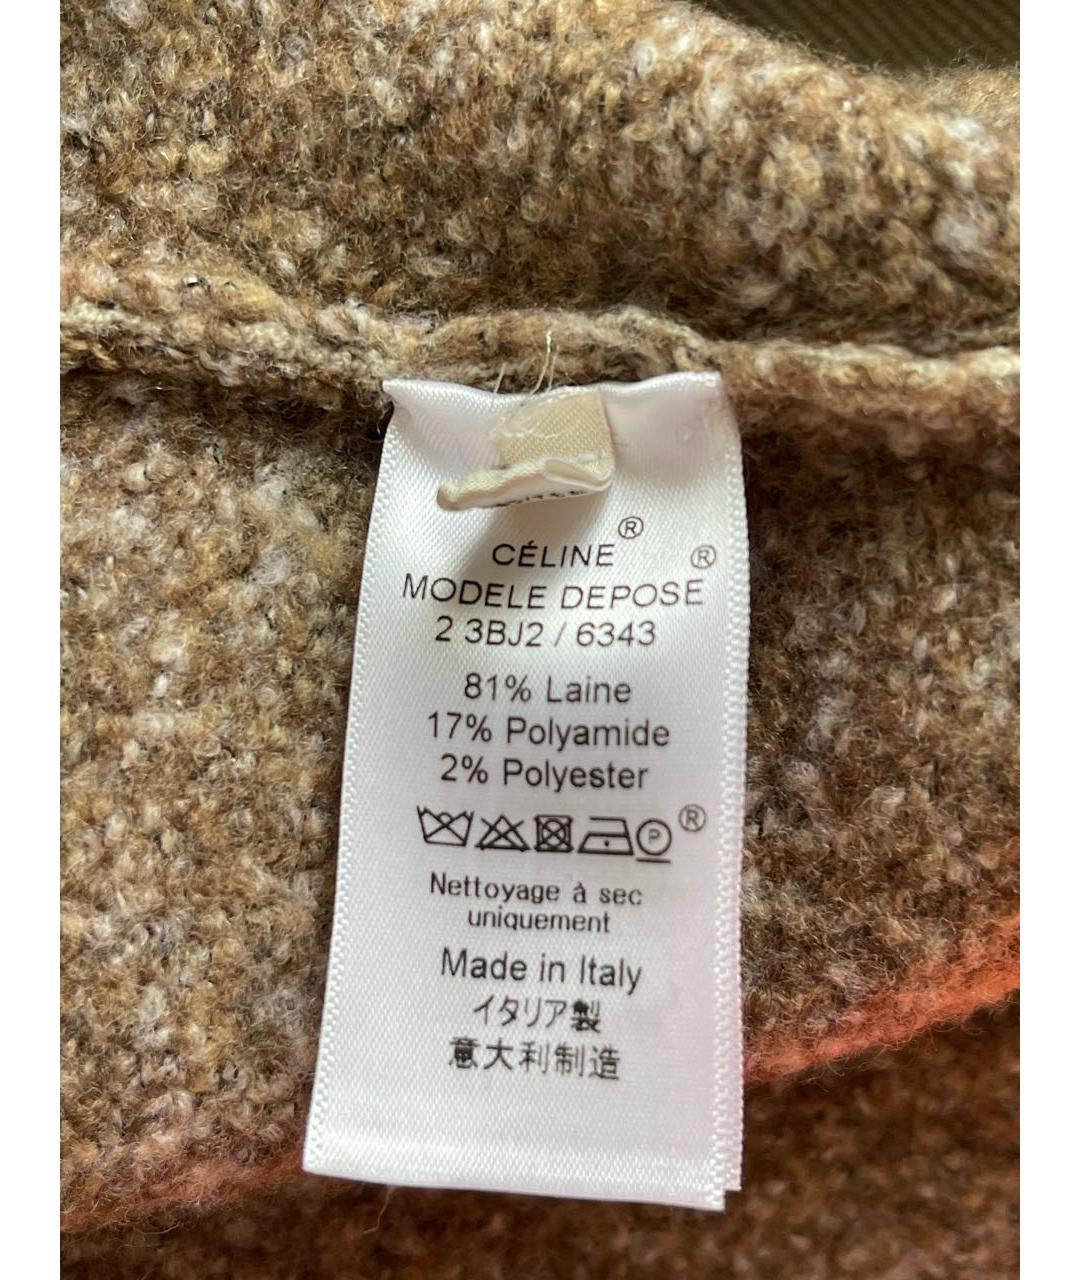 CÉLINE®
MODELE DEPOSE®
2 3BJ2 / 6343
81% Laine
17% Polyamide
2% Polyester
P ®
Nettoyage à sec
uniquement
Made in Italy
イタリア製
意大利制造